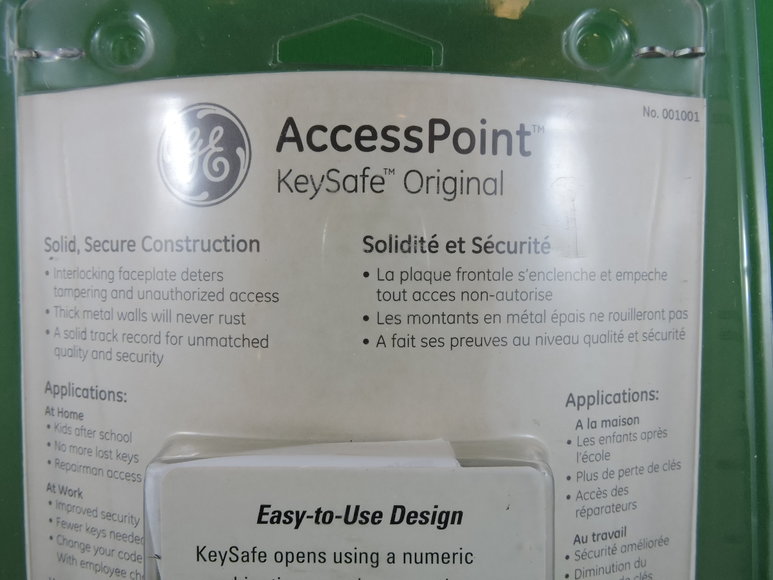 No. 001001
GE
AccessPoint™
KeySafe™ Original
Solid, Secure Construction
• Interlocking faceplate deters
tampering and unauthorized access
• Thick metal walls will never rust
• A solid track record for unmatched
quality and security
Solidité et Sécurité
• La plaque frontale s'enclenche et empeche
tout acces non-autorise
• Les montants en métal épais ne rouilleront pas
• A fait ses preuves au niveau qualité et sécurité
Applications:
At Home
• Kids after school
• No more lost keys
• Repairman access
At Work
• Improved security
• Fewer keys needed
• Change your code
With employee
Applications:
A la maison
• Les enfants après
l'école
• Plus de perte de clés
• Accès des
réparateurs
Au travail
• Sécurité améliorée
• Diminution du
clés
Easy-to-Use Design
KeySafe opens using a numeric